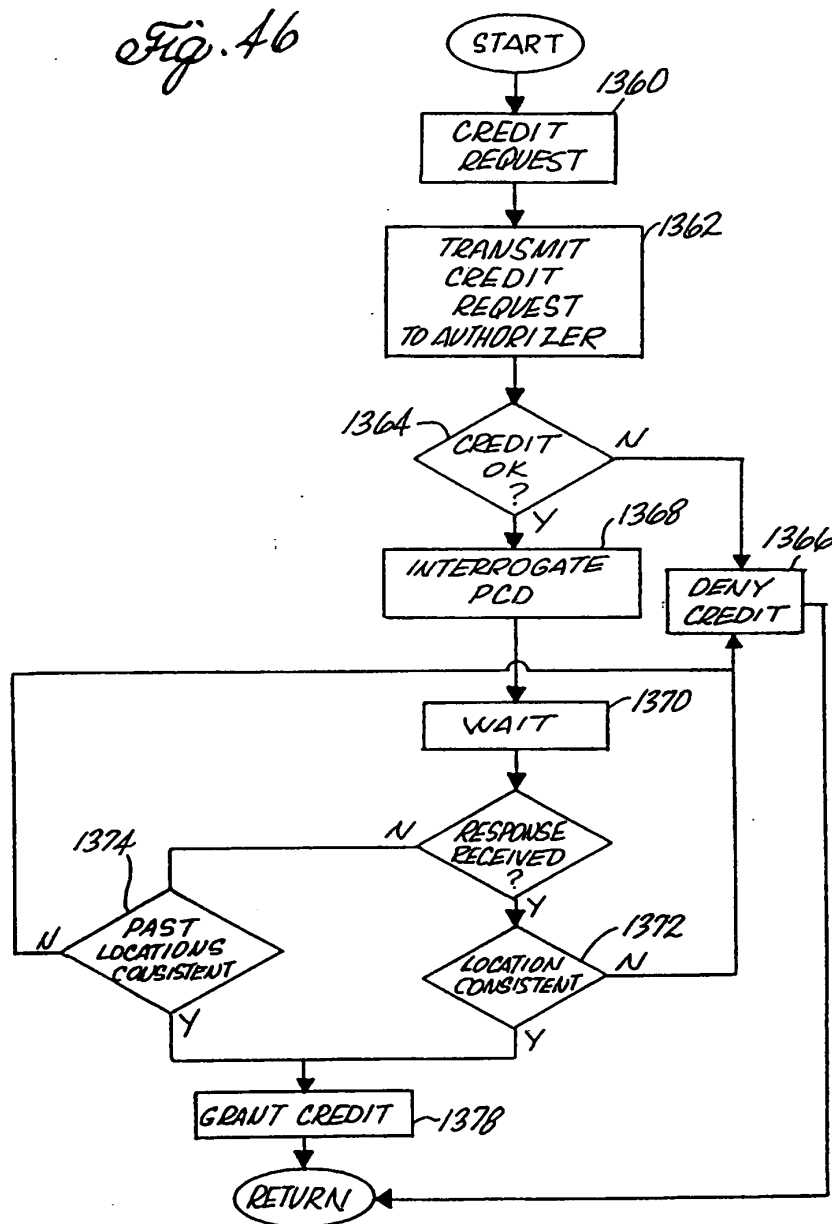 Fig. 46
START
1360
CREDIT
REQUEST
1362
TRANSMIT
CREDIT
REQUEST
TO AUTHORIZER
1364
CREDIT
OK
?
N
Y
1368
INTERROGATE
PCD
1366
DENY
CREDIT
1370
WAIT
RESPONSE
RECEIVED
?
N
Y
1374
PAST
LOCATIONS
CONSISTENT
N
Y
1372
LOCATION
CONSISTENT
N
Y
GRANT CREDIT
1378
RETURN